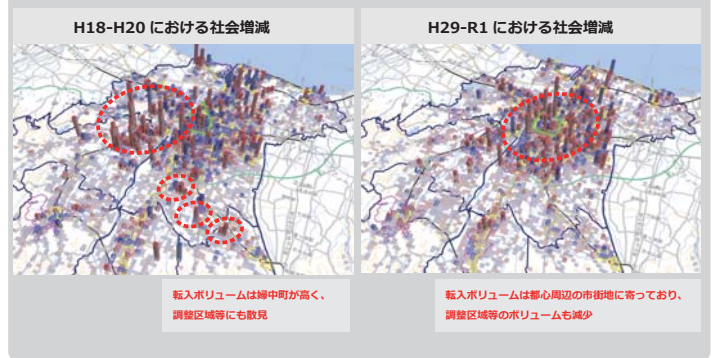 H18-H20 における社会増減
H29-R1 における社会増減
転入ボリュームは婦中町が高く、
調整区域等にも散見
転入ボリュームは都心周辺の市街地に寄っており、
調整区域等のボリュームも減少